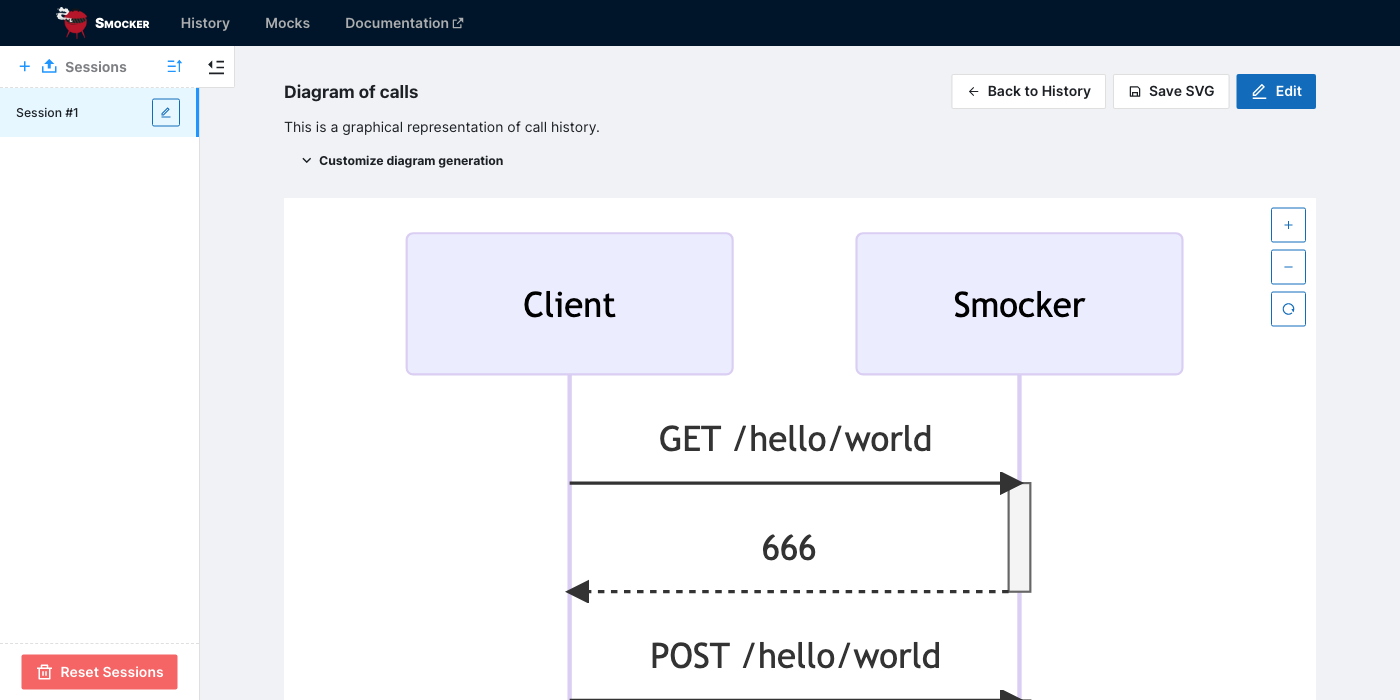 Smocker History Mocks Documentation
Sessions
Session #1
Reset Sessions
Diagram of calls
Back to History Save SVG Edit
This is a graphical representation of call history.
Customize diagram generation
Client Smocker
GET /hello/world
666
POST /hello/world